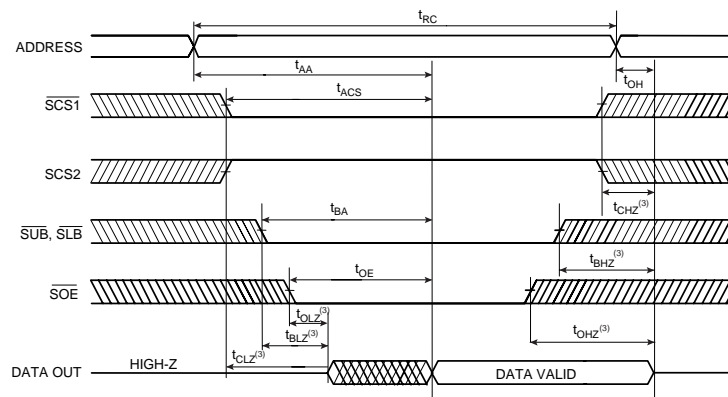 tRC
ADDRESS
tAA
tOH
tACS
SCS1
SCS2
tCHZ(3)
tBA
SUB, SLB
tBHZ(3)
tOE
SOE
tOLZ(3)
tOHZ(3)
tBLZ(3)
tCLZ(3)
HIGH-Z
DATA OUT
DATA VALID